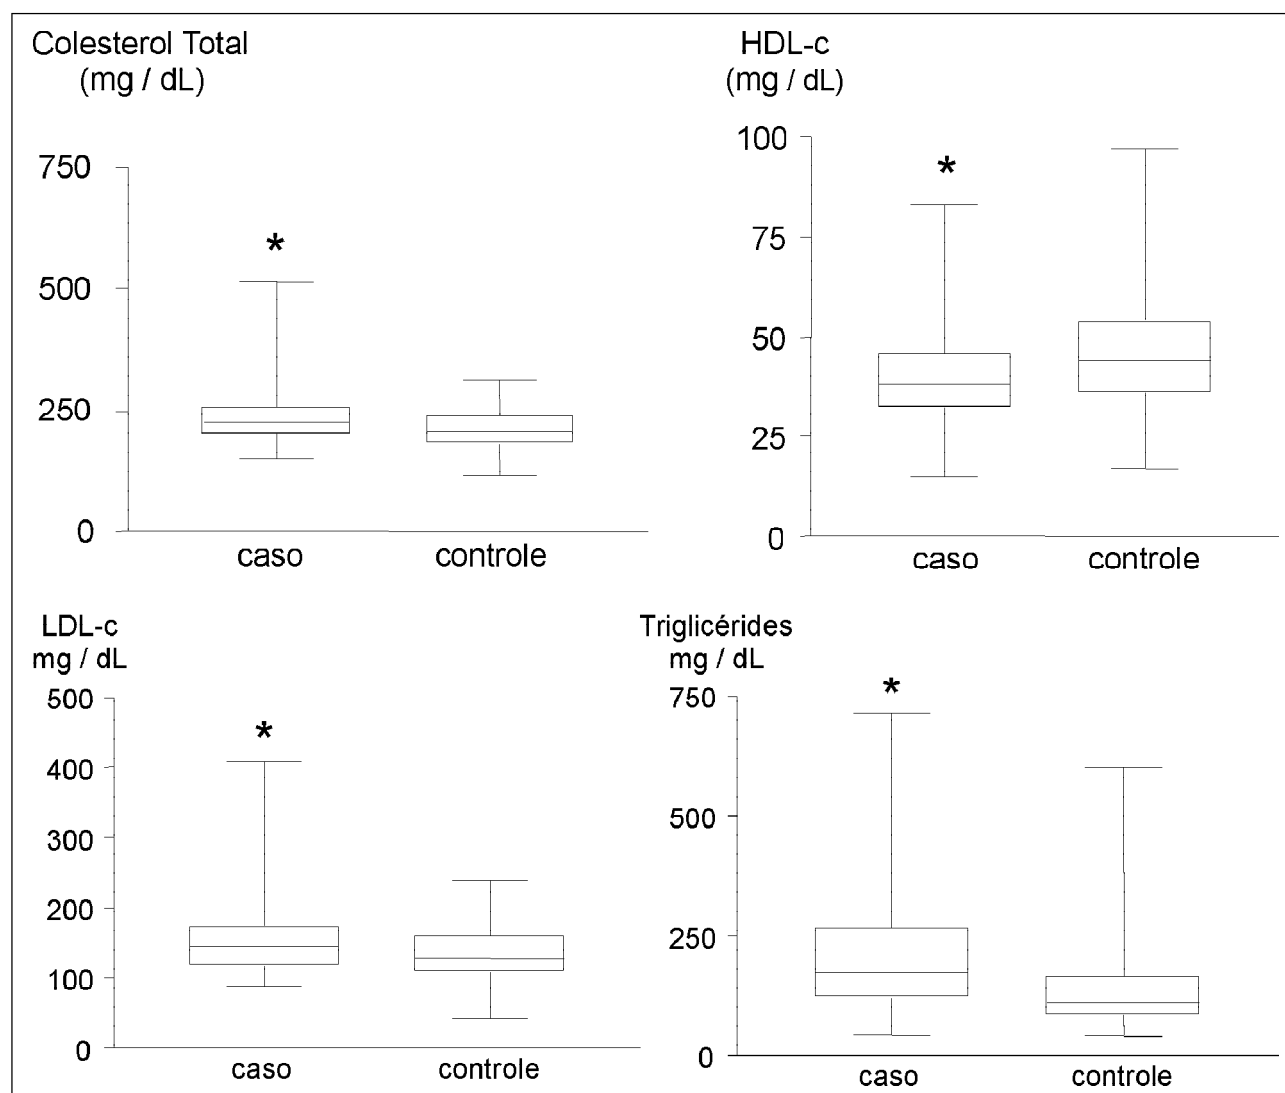 Colesterol Total
(mg / dL)
750
*
500
250
0
caso controle
HDL-c
(mg / dL)
100
*
75
50
25
0
caso controle
LDL-c
mg / dL
500
*
400
300
200
100
0
caso controle
Triglicérides
mg / dL
750
*
500
250
0
caso controle